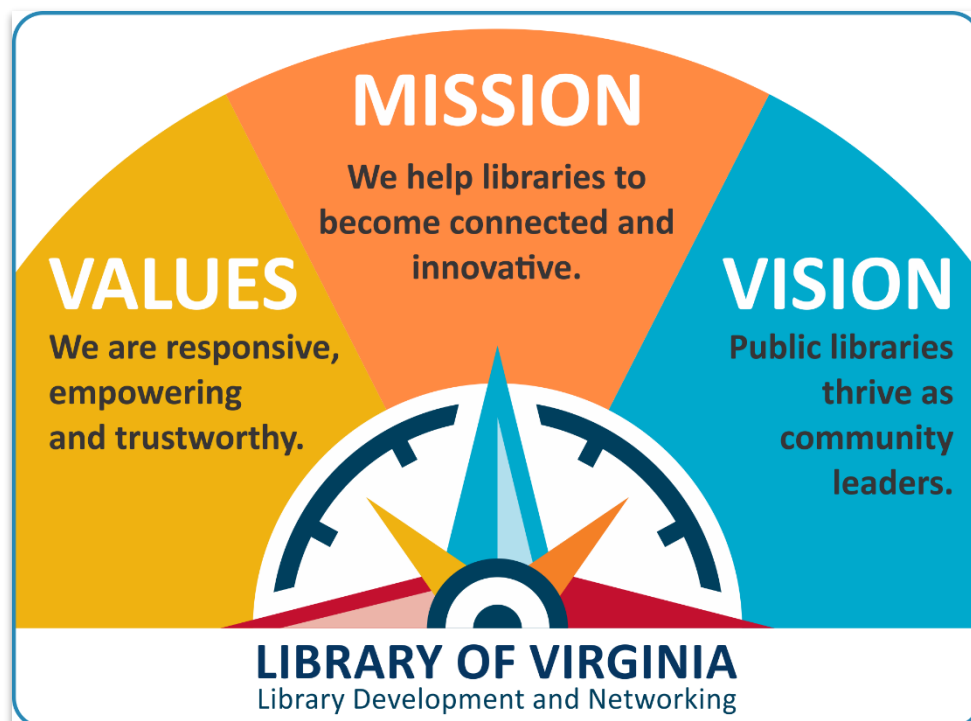 MISSION
We help libraries to
become connected and
innovative.
VALUES
We are responsive,
empowering
and trustworthy.
VISION
Public libraries
thrive as
community
leaders.
LIBRARY OF VIRGINIA
Library Development and Networking